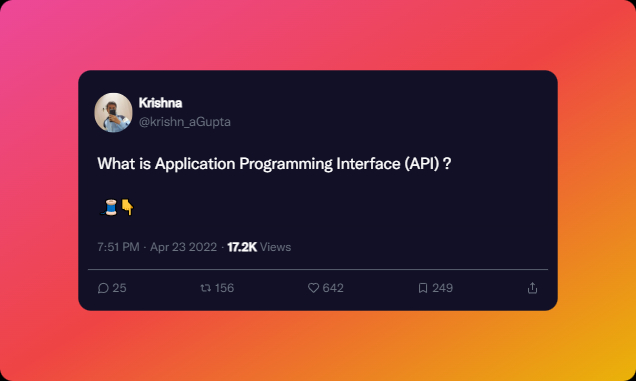 Krishna
@krishn_aGupta
What is Application Programming Interface (API) ?
🧵👇
7:51 PM · Apr 23 2022 · 17.2K Views
25 156 642 249